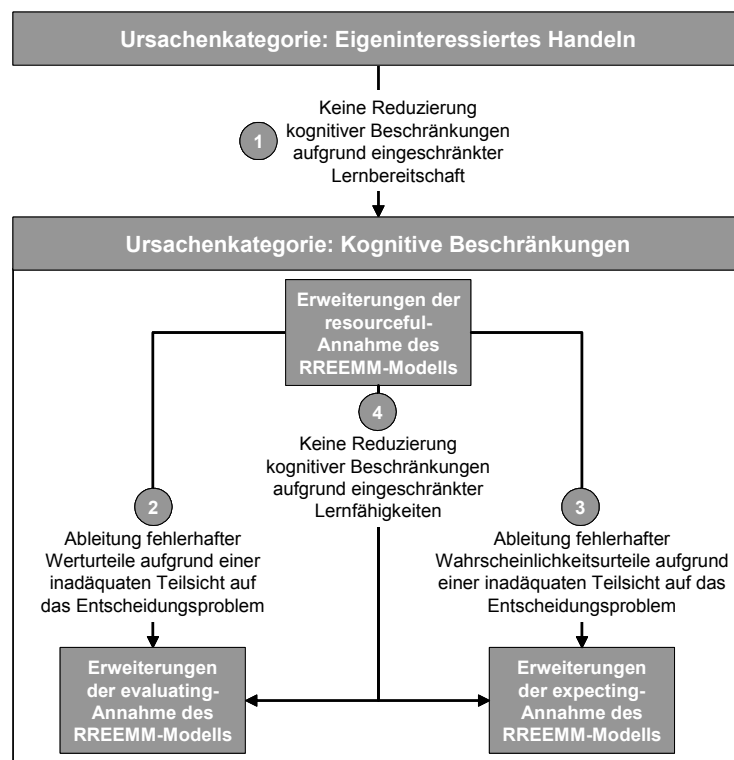 Ursachenkategorie: Eigeninteressiertes Handeln
1
Keine Reduzierung
kognitiver Beschränkungen
aufgrund eingeschränkter
Lernbereitschaft
Ursachenkategorie: Kognitive Beschränkungen
Erweiterungen der
resourceful-
Annahme des
RREEMM-Modells
4
Keine Reduzierung
kognitiver Beschränkungen
aufgrund eingeschränkter
Lernfähigkeiten
2
Ableitung fehlerhafter
Werturteile aufgrund einer
inadäquaten Teilsicht auf
das Entscheidungsproblem
3
Ableitung fehlerhafter
Wahrscheinlichkeitsurteile aufgrund
einer inadäquaten Teilsicht auf das
Entscheidungsproblem
Erweiterungen
der evaluating-
Annahme des
RREEMM-Modells
Erweiterungen
der expecting-
Annahme des
RREEMM-Modells